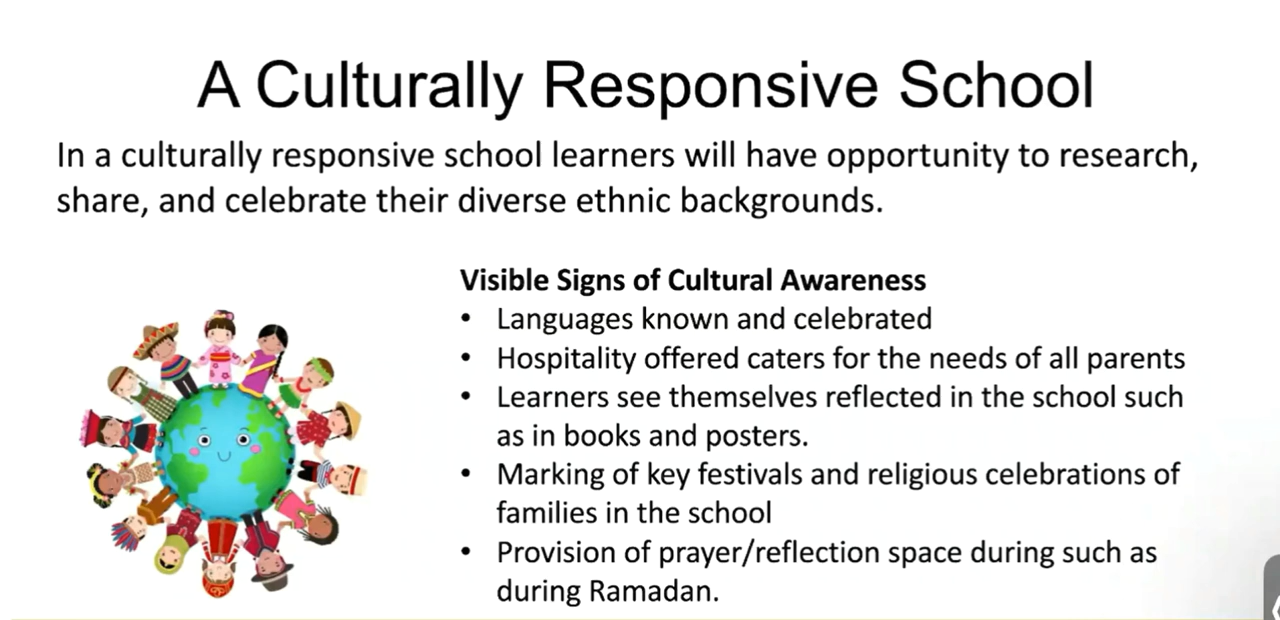 A Culturally Responsive School
In a culturally responsive school learners will have opportunity to research,
share, and celebrate their diverse ethnic backgrounds.
Visible Signs of Cultural Awareness
• Languages known and celebrated
• Hospitality offered caters for the needs of all parents
• Learners see themselves reflected in the school such
as in books and posters.
• Marking of key festivals and religious celebrations of
families in the school
• Provision of prayer/reflection space during such as
during Ramadan.